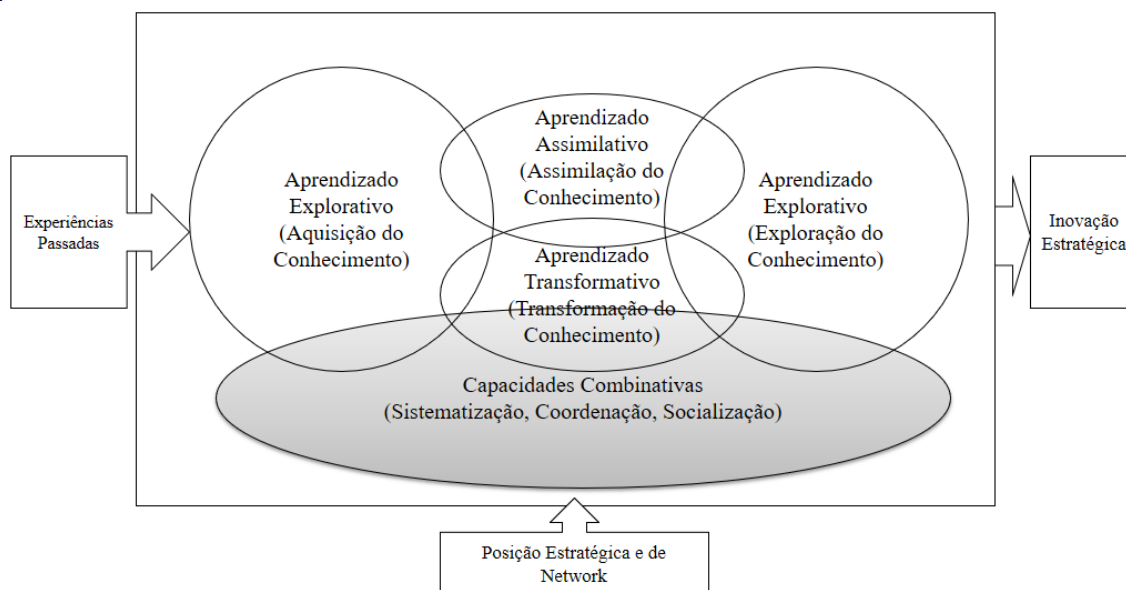 Experiências
Passadas
Aprendizado
Explorativo
(Aquisição do
Conhecimento)
Aprendizado
Assimilativo
(Assimilação do
Conhecimento)
Aprendizado
Transformativo
(Transformação do
Conhecimento)
Aprendizado
Explorativo
(Exploração do
Conhecimento)
Capacidades Combinativas
(Sistematização, Coordenação, Socialização)
Inovação
Estratégica
Posição Estratégica e de
Network